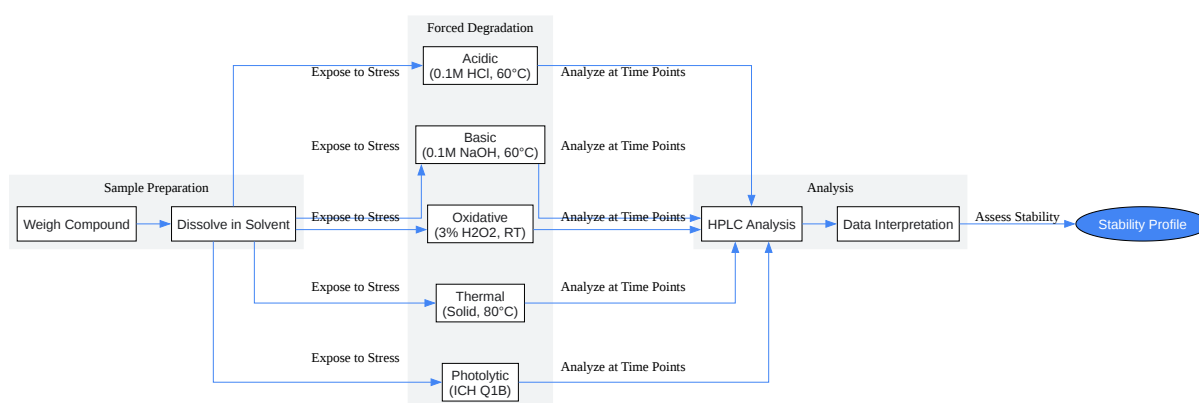 Forced Degradation
Acidic
(0.1M HCl, 60°C)
Expose to Stress
Analyze at Time Points
Basic
(0.1M NaOH, 60°C)
Expose to Stress
Analyze at Time Points
Sample Preparation
Analysis
Weigh Compound
Dissolve in Solvent
Expose to Stress
Oxidative
(3% H2O2, RT)
Analyze at Time Points
HPLC Analysis
Data Interpretation
Assess Stability
Stability Profile
Expose to Stress
Thermal
(Solid, 80°C)
Analyze at Time Points
Expose to Stress
Photolytic
(ICH Q1B)
Analyze at Time Points